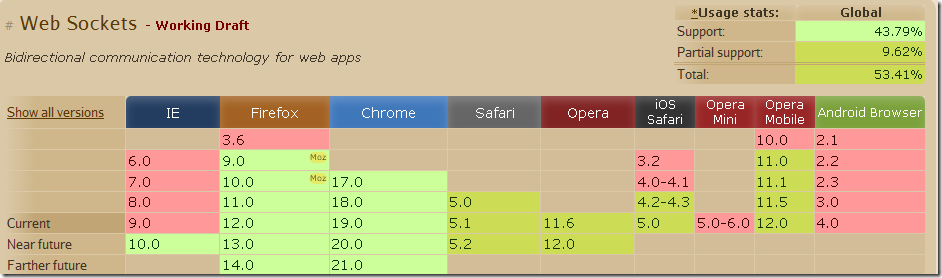 # Web Sockets - Working Draft
*Usage stats: Global
Support: 43.79%
Partial support: 9.62%
Total: 53.41%
Bidirectional communication technology for web apps
Show all versions IE Firefox Chrome Safari Opera iOS Safari Opera Mini Opera Mobile Android Browser
3.6 10.0 2.1
6.0 9.0 Moz 3.2 11.0 2.2
7.0 10.0 Moz 17.0 4.0-4.1 11.1 2.3
8.0 11.0 18.0 5.0 4.2-4.3 11.5 3.0
Current 9.0 12.0 19.0 5.1 11.6 5.0 5.0-6.0 12.0 4.0
Near future 10.0 13.0 20.0 5.2 12.0
Farther future 14.0 21.0